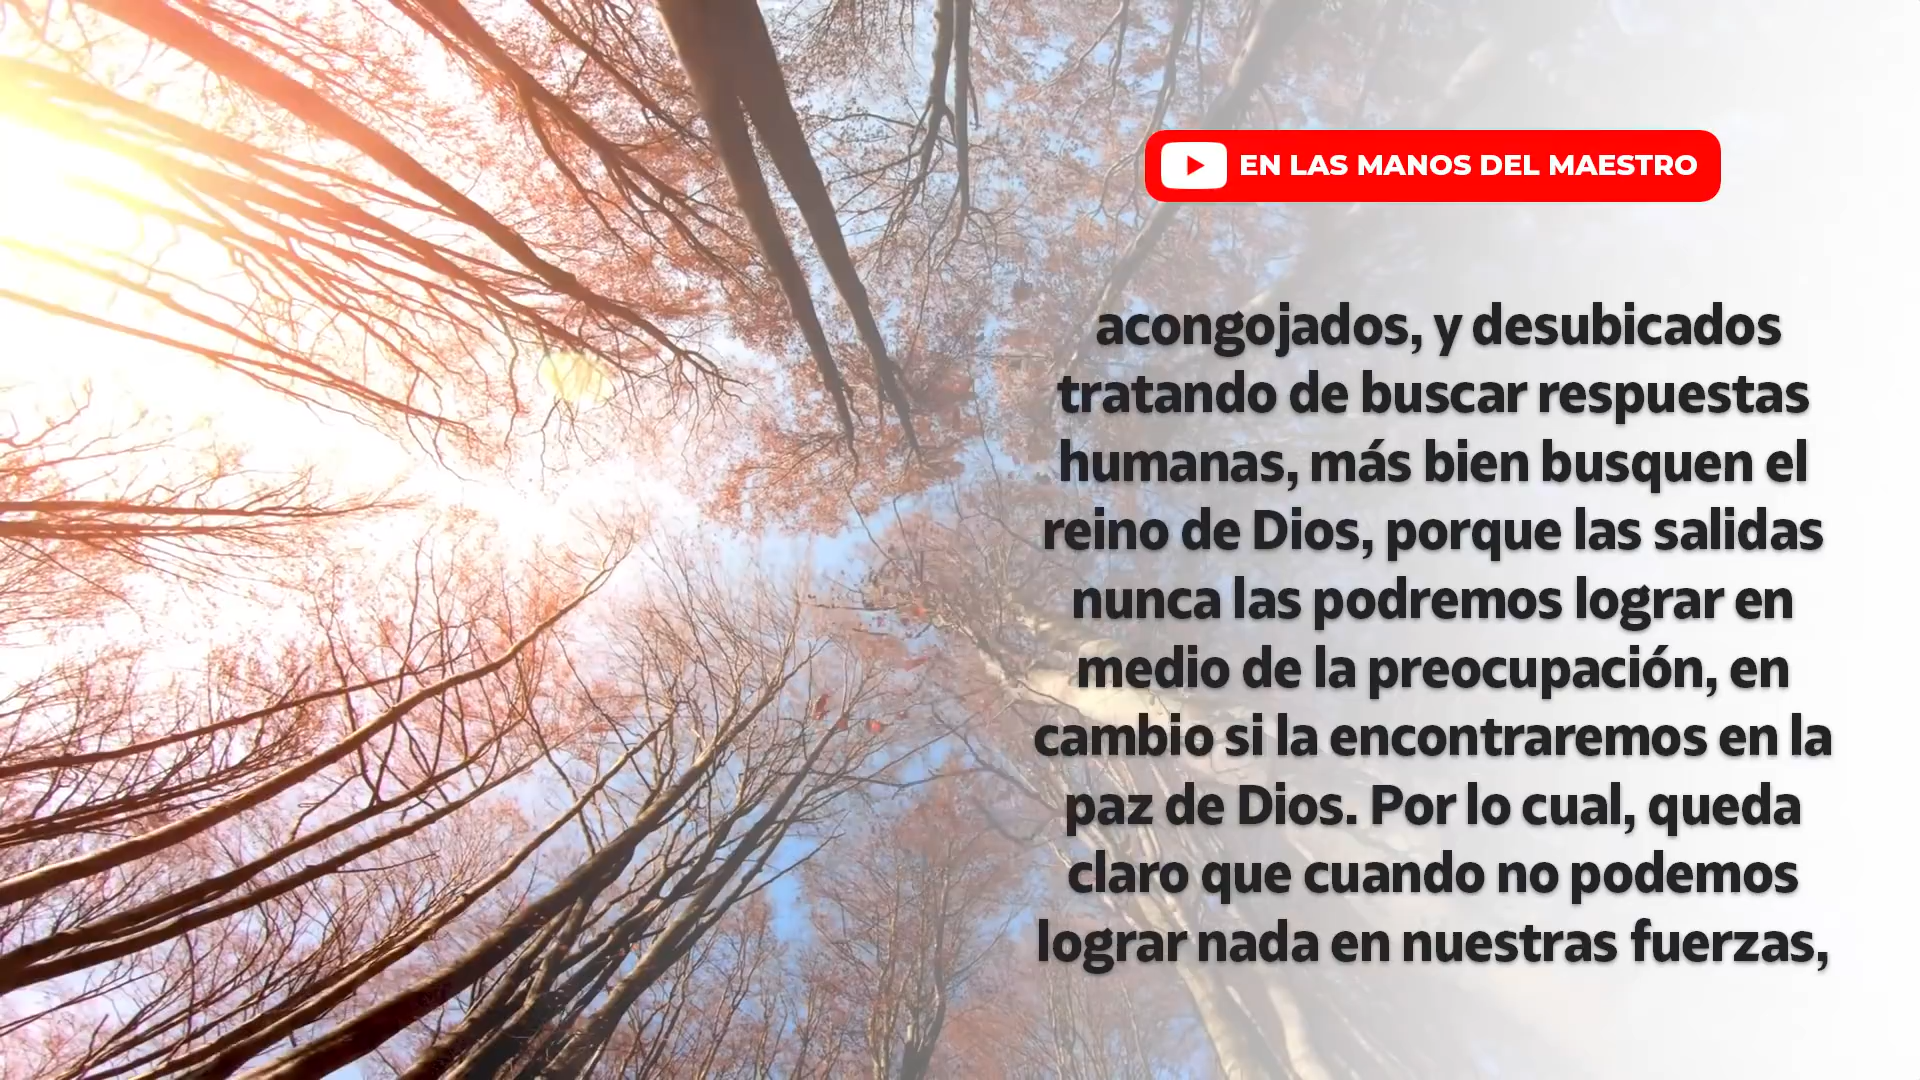 EN LAS MANOS DEL MAESTRO
acongojados, y desubicados
tratando de buscar respuestas
humanas, más bien busquen el
reino de Dios, porque las salidas
nunca las podremos lograr en
medio de la preocupación, en
cambio si la encontraremos en la
paz de Dios. Por lo cual, queda
claro que cuando no podemos
lograr nada en nuestras fuerzas,